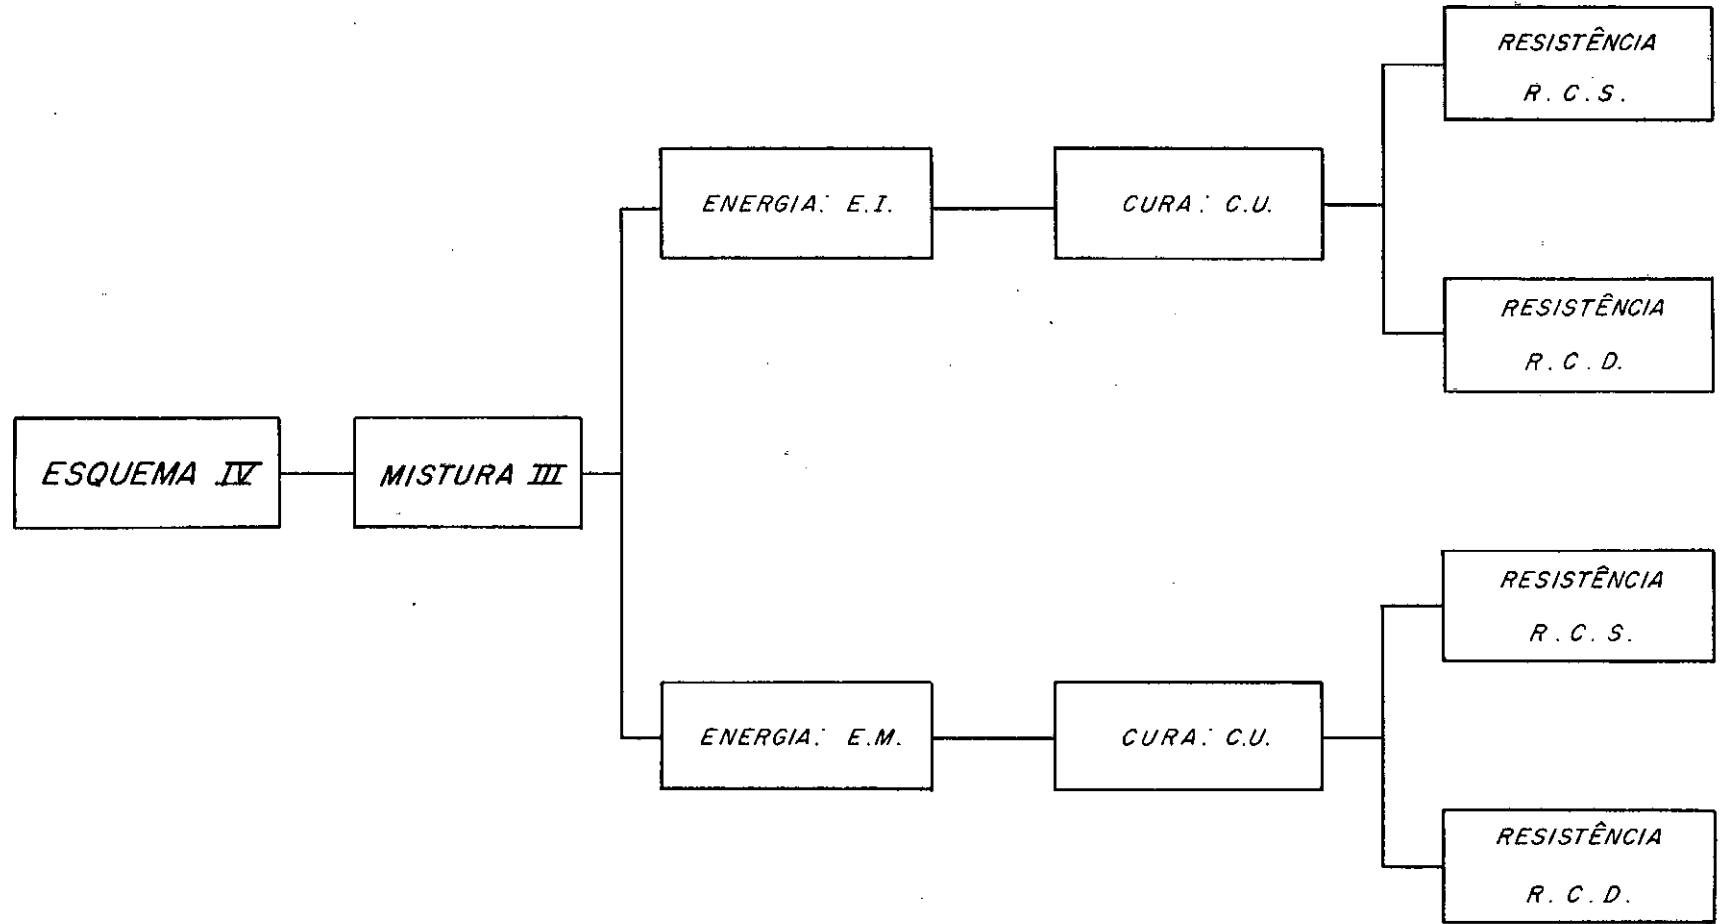 ESQUEMA IV
MISTURA III
ENERGIA: E.I.
CURA: C.U.
RESISTÊNCIA
R.C.S.
RESISTÊNCIA
R.C.D.
ENERGIA: E.M.
CURA: C.U.
RESISTÊNCIA
R.C.S.
RESISTÊNCIA
R.C.D.